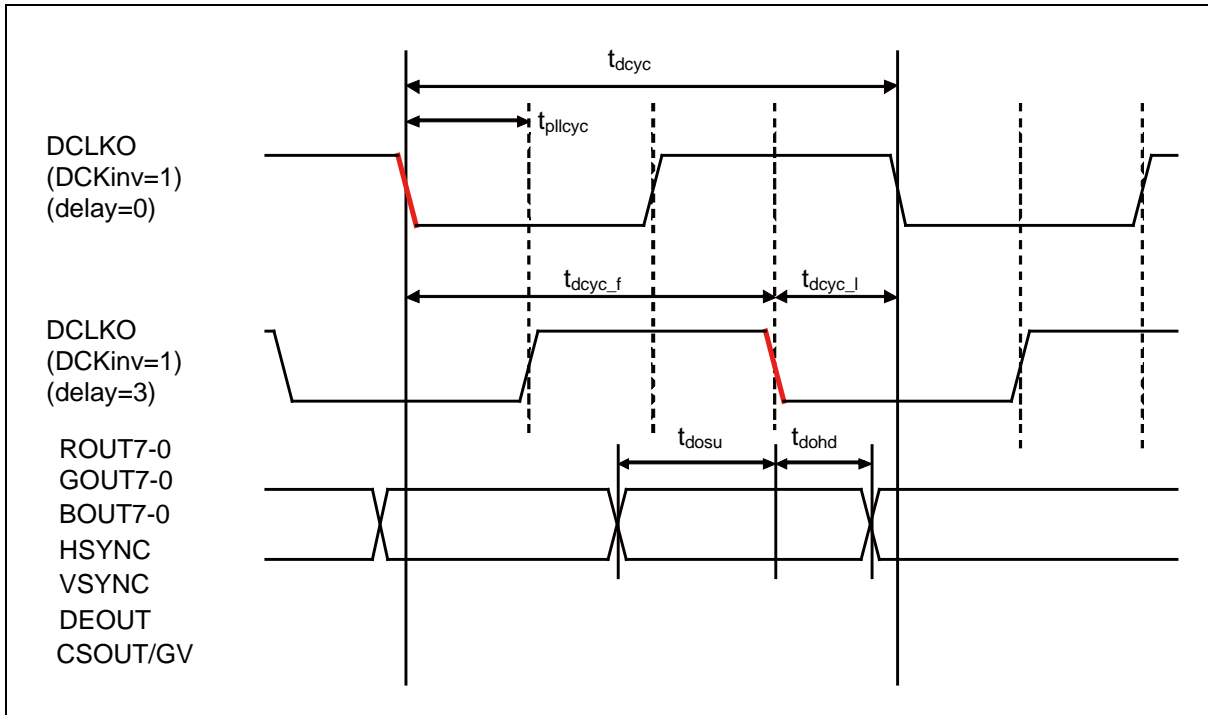 tdcyc
tpllcyc
DCLKO
(DCKinv=1)
(delay=0)
tdcyc_f
tdcyc_l
DCLKO
(DCKinv=1)
(delay=3)
tdosu
tdohd
ROUT7-0
GOUT7-0
BOUT7-0
HSYNC
VSYNC
DEOUT
CSOUT/GV